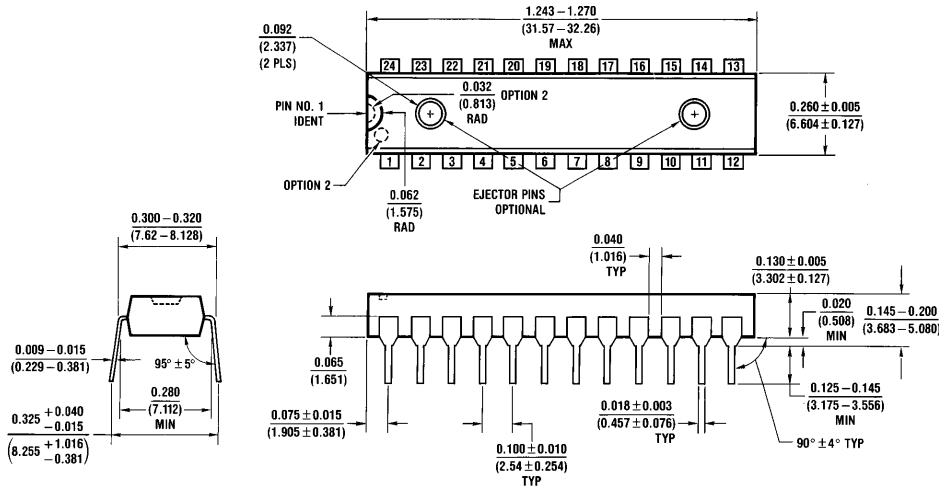 1.243 – 1.270
(31.57 – 32.26)
MAX
0.092
(2.337)
(2 PLS)
24 23 22 21 20 19 18 17 16 15 14 13
0.032
(0.813)
RAD
OPTION 2
PIN NO. 1
IDENT
0.260 ± 0.005
(6.604 ± 0.127)
1 2 3 4 5 6 7 8 9 10 11 12
OPTION 2
0.062
(1.575)
RAD
EJECTOR PINS
OPTIONAL
0.300 – 0.320
(7.62 – 8.128)
0.040
(1.016)
TYP
0.130 ± 0.005
(3.302 ± 0.127)
0.020
(0.508)
MIN
0.145 – 0.200
(3.683 – 5.080)
0.009 – 0.015
(0.229 – 0.381)
95° ± 5°
0.280
(7.112)
MIN
0.325 + 0.040
– 0.015
(8.255 + 1.016
– 0.381)
0.065
(1.651)
0.075 ± 0.015
(1.905 ± 0.381)
0.100 ± 0.010
(2.54 ± 0.254)
TYP
0.018 ± 0.003
(0.457 ± 0.076)
TYP
0.125 – 0.145
(3.175 – 3.556)
MIN
90° ± 4° TYP